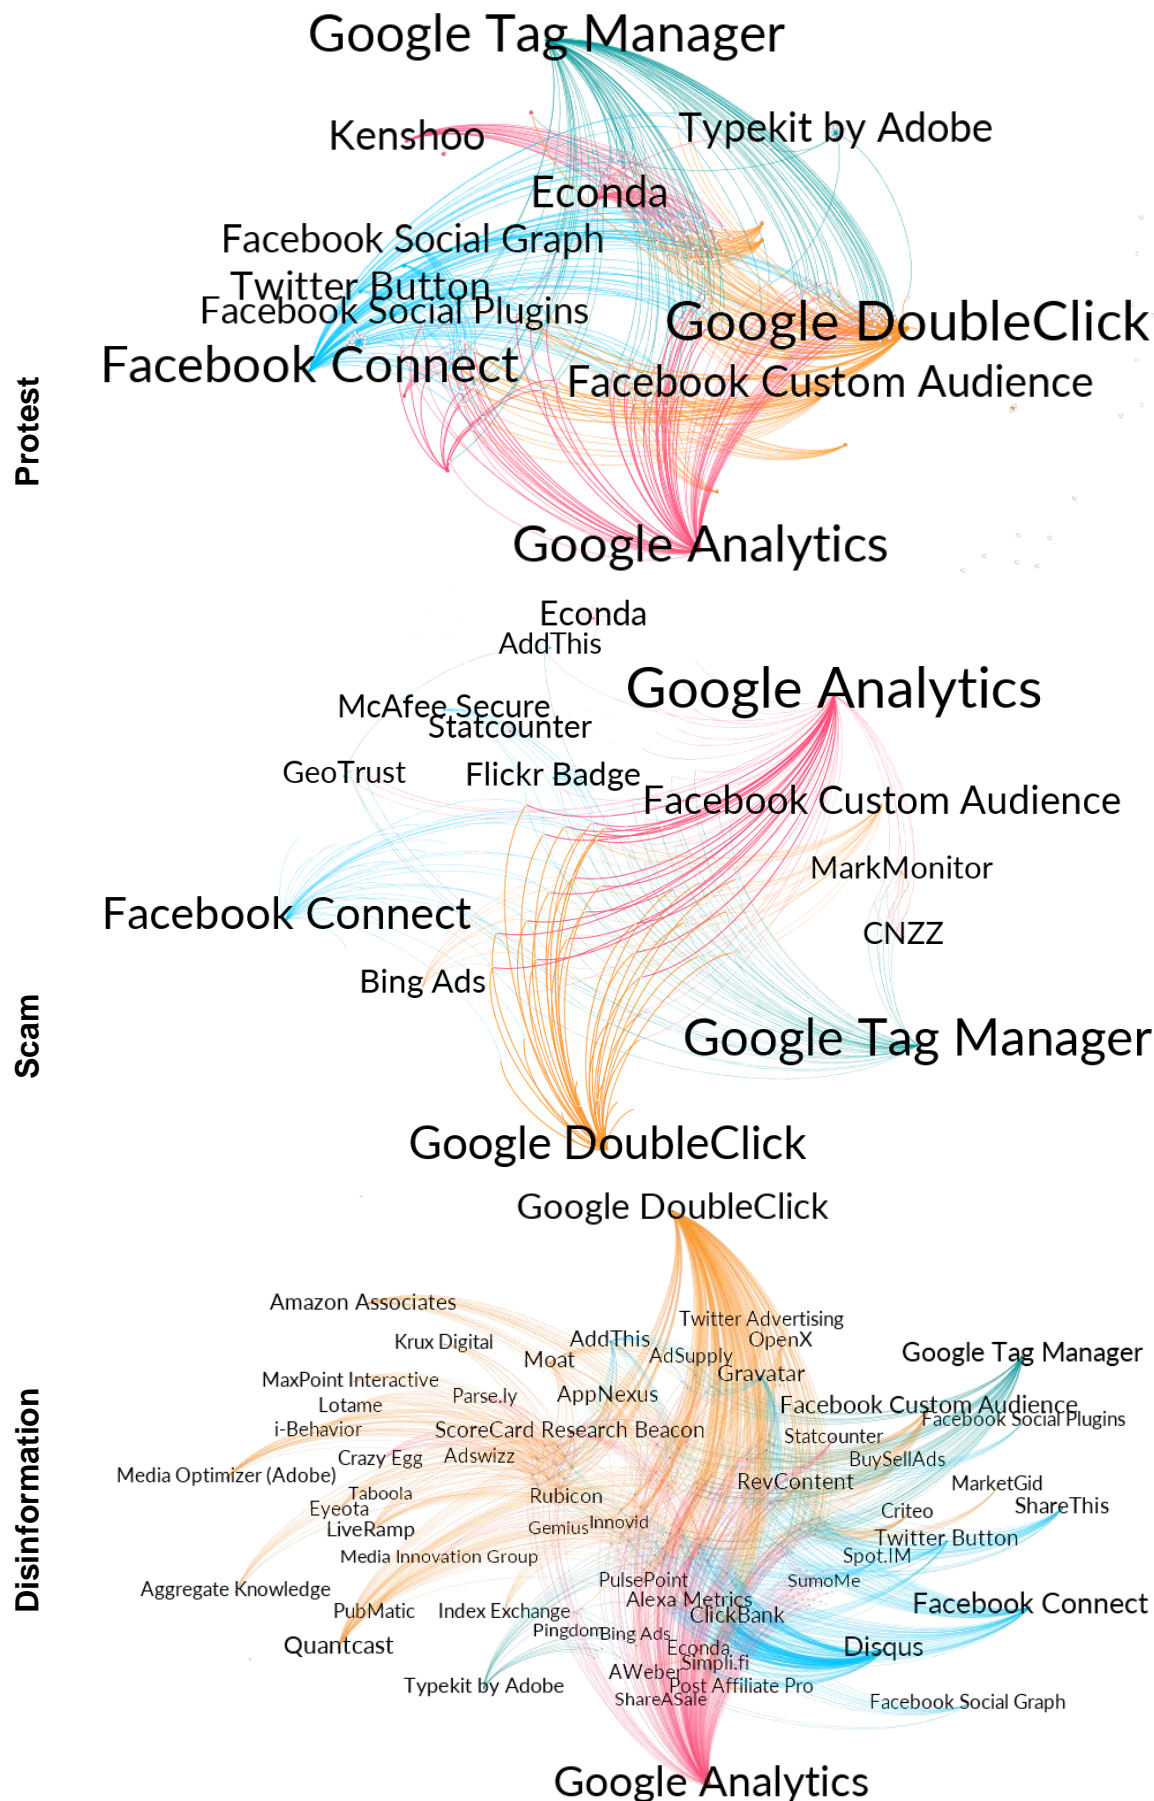 Google Tag Manager
Kenshoo
Typekit by Adobe
Econda
Facebook Social Graph
Twitter Button
Facebook Social Plugins
Google DoubleClick
Facebook Connect
Facebook Custom Audience
Protest
Google Analytics
Econda
AddThis
Google Analytics
McAfee Secure
Statcounter
GeoTrust
Flickr Badge
Facebook Custom Audience
MarkMonitor
Facebook Connect
CNZZ
Bing Ads
Scam
Google Tag Manager
Google DoubleClick
Google DoubleClick
Amazon Associates
Twitter Advertising
Krux Digital
AddThis
OpenX
Moat
AdSupply
Google Tag Manager
Gravatar
MaxPoint Interactive
Parse.ly
AppNexus
Lotame
Facebook Custom Audience
Facebook Social Plugins
i-Behavior
ScoreCard Research Beacon
Statcounter
Crazy Egg
Adswizz
BuySellAds
Media Optimizer (Adobe)
RevContent
MarketGid
Taboola
Rubicon
Eyeota
Criteo
ShareThis
LiveRamp
Gemius
Innovid
Twitter Button
Disinformation
Media Innovation Group
Spot.IM
Aggregate Knowledge
PulsePoint
SumoMe
Alexa Metrics
Facebook Connect
PubMatic
Index Exchange
ClickBank
Pingdom
Bing Ads
Quantcast
Econda
Disqus
Simpli.fi
AWeber
Typekit by Adobe
Post Affiliate Pro
ShareASale
Facebook Social Graph
Google Analytics